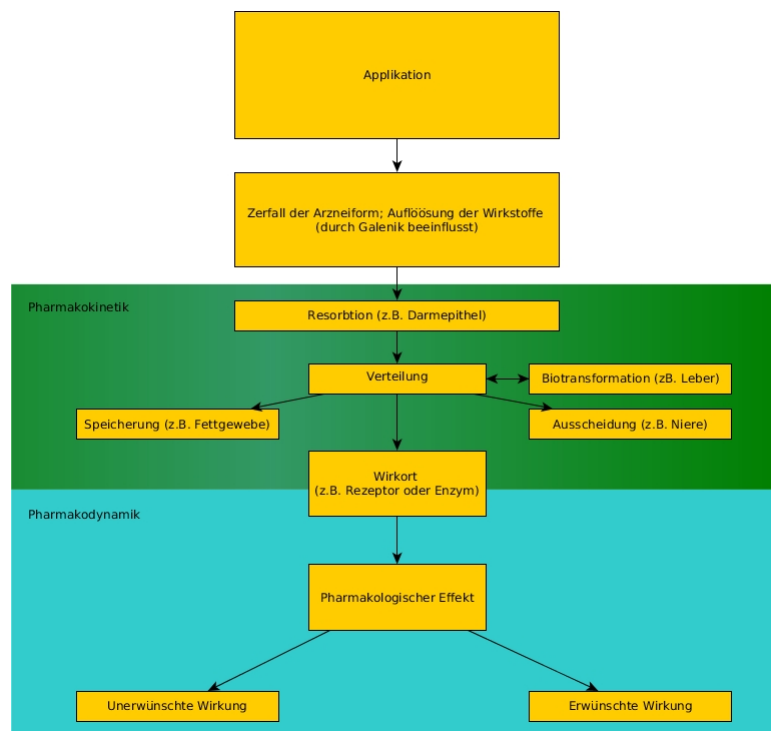 Applikation
Zerfall der Arzneiform; Auflöösung der Wirkstoffe
(durch Galenik beeinflusst)
Pharmakokinetik
Resorbtion (z.B. Darmepithel)
Verteilung
Biotransformation (zB. Leber)
Speicherung (z.B. Fettgewebe)
Ausscheidung (z.B. Niere)
Wirkort
(z.B. Rezeptor oder Enzym)
Pharmakodynamik
Pharmakologischer Effekt
Unerwünschte Wirkung
Erwünschte Wirkung